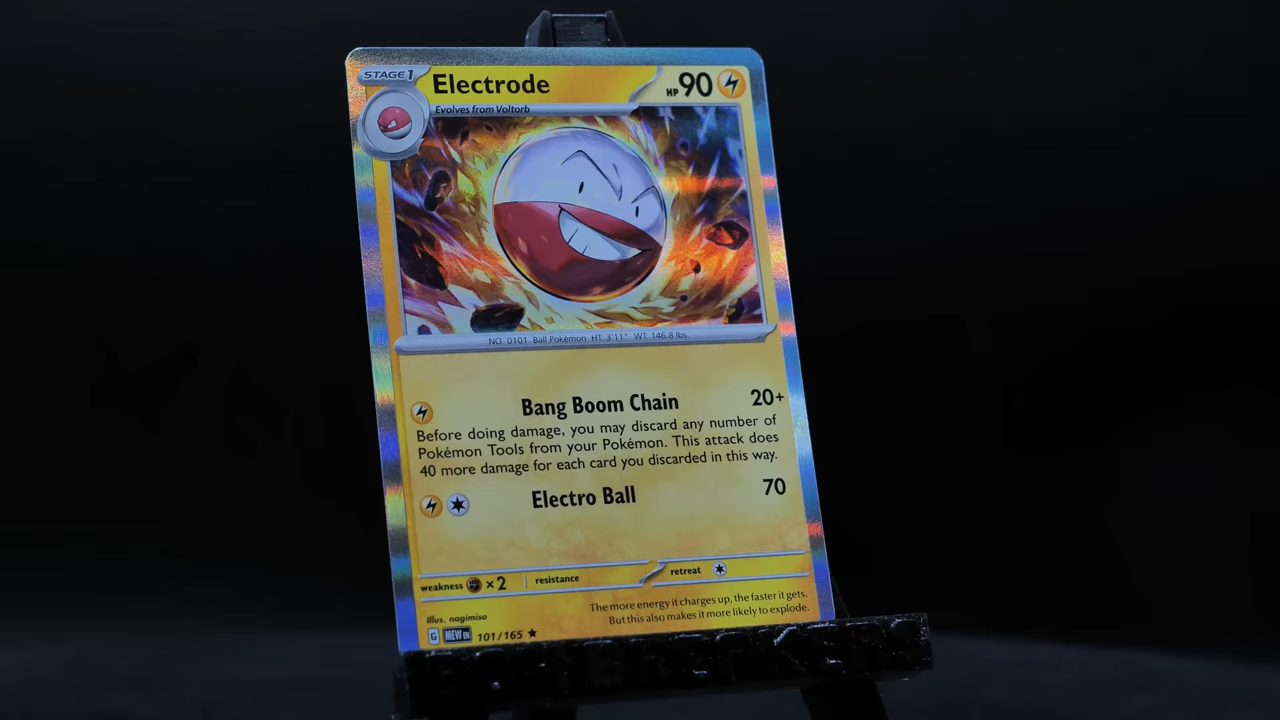 STAGE 1
Electrode
HP 90
Evolves from Voltorb
NO. 0101 Ball Pokémon HT: 3'11" WT: 146.8 lbs.
Bang Boom Chain 20+
Before doing damage, you may discard any number of
Pokémon Tools from your Pokémon. This attack does
40 more damage for each card you discarded in this way.
Electro Ball 70
weakness ×2 resistance retreat
The more energy it charges up, the faster it gets.
But this also makes it more likely to explode.
Illus. nagimiso
G MEW EN 101/165